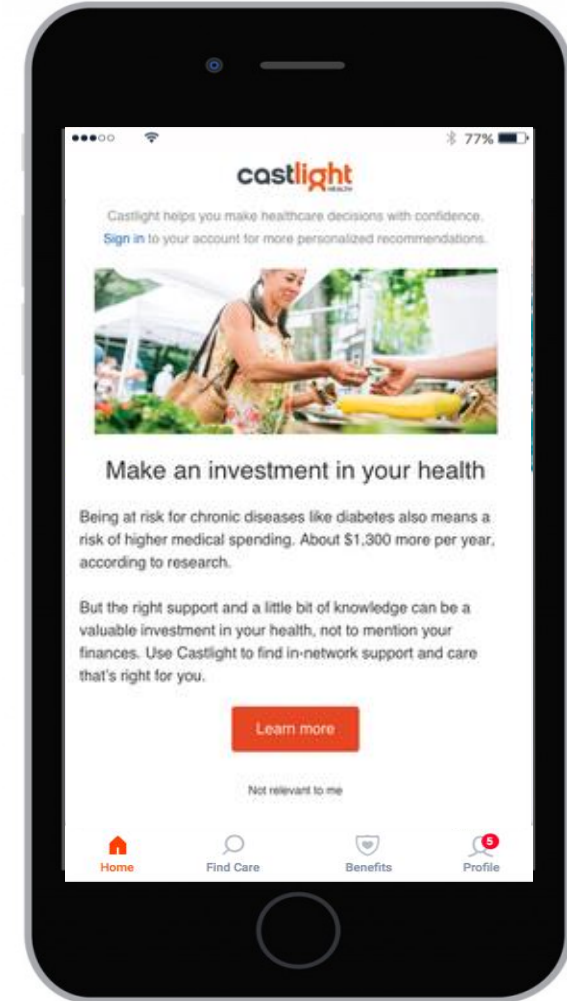 77%
castlight
HEALTH
Castlight helps you make healthcare decisions with confidence.
Sign in to your account for more personalized recommendations.
Make an investment in your health
Being at risk for chronic diseases like diabetes also means a
risk of higher medical spending. About $1,300 more per year,
according to research.
But the right support and a little bit of knowledge can be a
valuable investment in your health, not to mention your
finances. Use Castlight to find in-network support and care
that's right for you.
Learn more
Not relevant to me
5
Home Find Care Benefits Profile